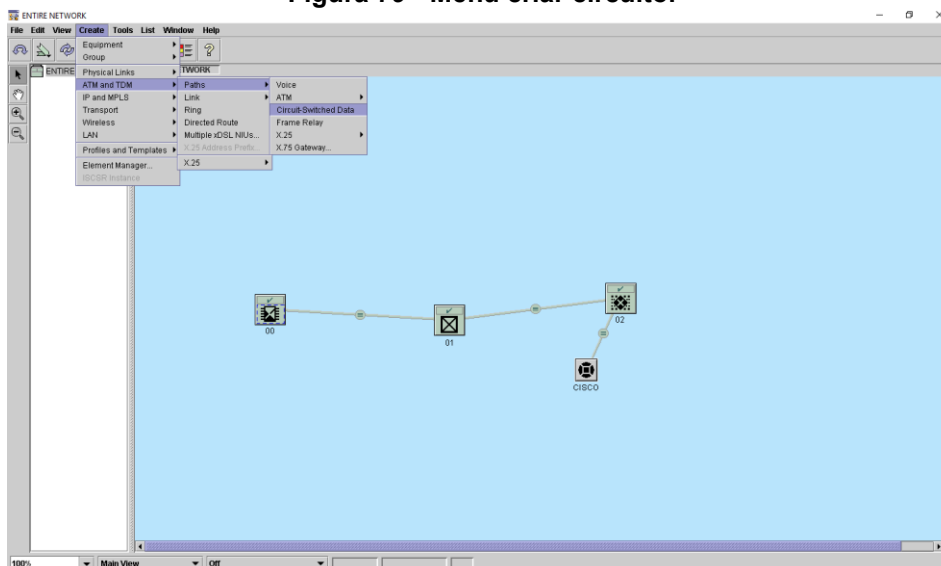 Figura 70 - Menu criar circuito.
ENTIRE NETWORK
File Edit View Create Tools List Window Help
Equipment
Group
Physical Links
ATM and TDM
IP and MPLS
Transport
Wireless
LAN
Profiles and Templates
Element Manager...
ISCSR Instance
ENTIRE
TWORK
Paths
Link
Ring
Directed Route
Multiple xDSL NIUs...
X.25 Address Prefix...
X.25
Voice
ATM
Circuit-Switched Data
Frame Relay
X.25
X.75 Gateway...
00
01
02
CISCO
100%
Main View
Off